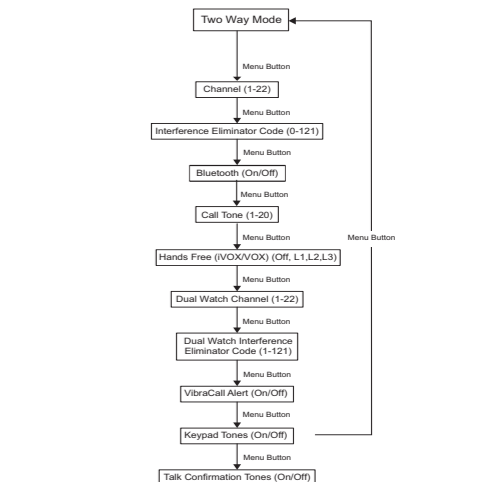 Two Way Mode
Menu Button
Channel (1-22)
Menu Button
Interference Eliminator Code (0-121)
Menu Button
Bluetooth (On/Off)
Menu Button
Call Tone (1-20)
Menu Button
Menu Button
Hands Free (iVOX/VOX) (Off, L1,L2,L3)
Menu Button
Dual Watch Channel (1-22)
Menu Button
Dual Watch Interference
Eliminator Code (1-121)
Menu Button
VibraCall Alert (On/Off)
Menu Button
Keypad Tones (On/Off)
Menu Button
Talk Confirmation Tones (On/Off)